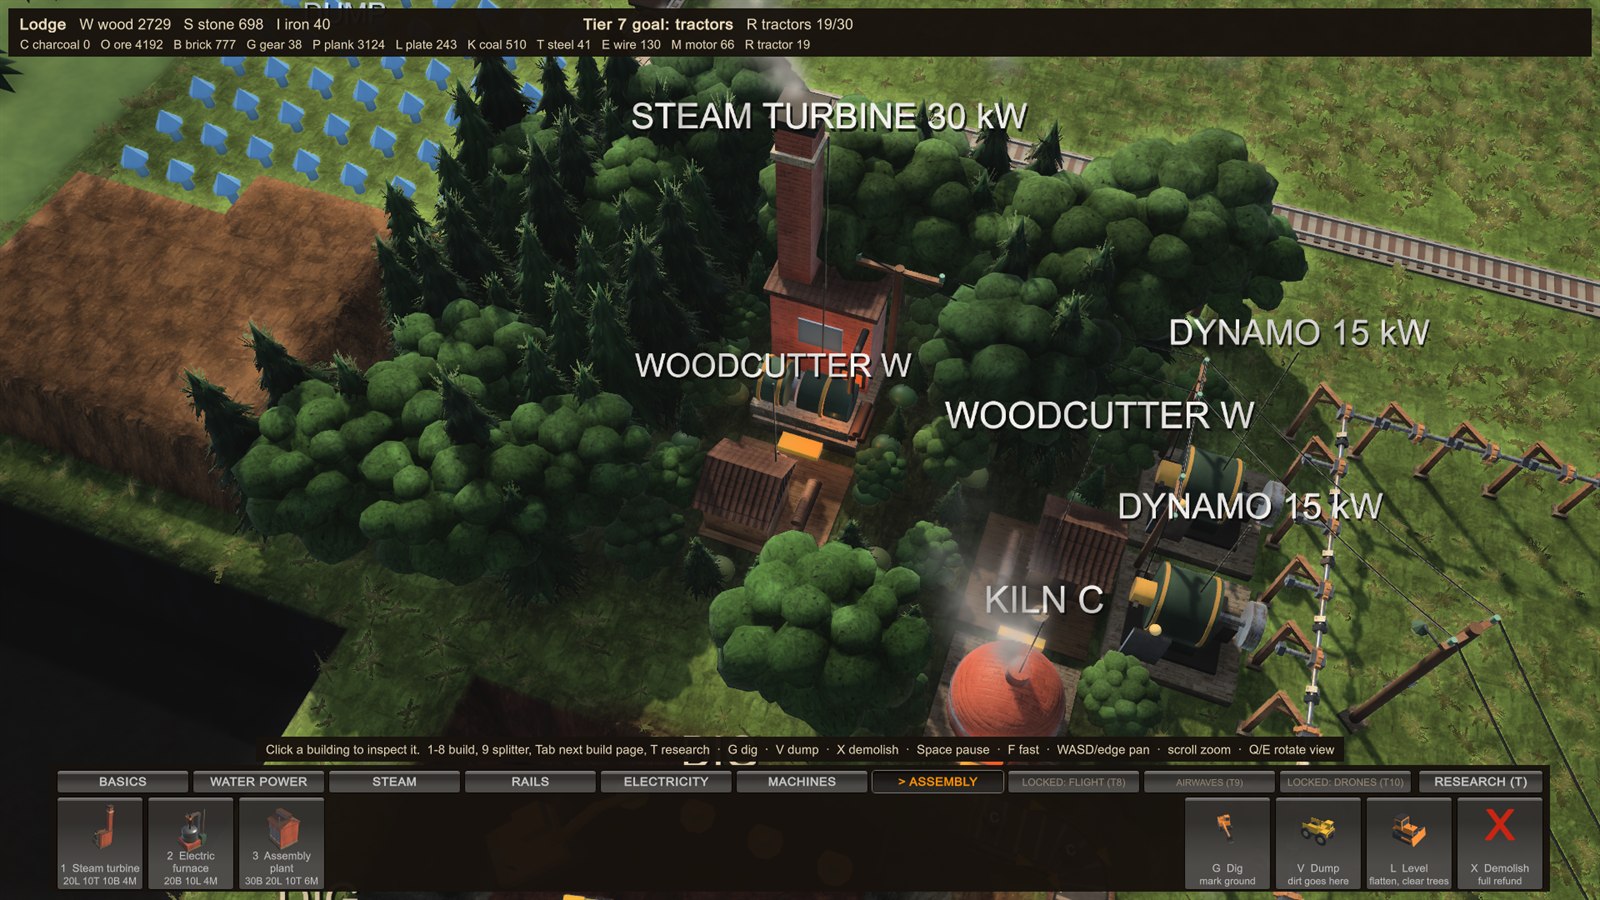 DUMP
Lodge W wood 2729 S stone 698 I iron 40
Tier 7 goal: tractors R tractors 19/30
C charcoal 0 O ore 4192 B brick 777 G gear 38 P plank 3124 L plate 243 K coal 510 T steel 41 E wire 130 M motor 66 R tractor 19
STEAM TURBINE 30 kW
DYNAMO 15 kW
WOODCUTTER W
WOODCUTTER W
DYNAMO 15 kW
KILN C
Click a building to inspect it. 1-8 build, 9 splitter, Tab next build page, T research · G dig · V dump · X demolish · Space pause · F fast · WASD/edge pan · scroll zoom · Q/E rotate view
BASICS
WATER POWER
STEAM
RAILS
ELECTRICITY
MACHINES
> ASSEMBLY
LOCKED: FLIGHT (T8)
AIRWAVES (T9)
LOCKED: DRONES (T10)
RESEARCH (T)
1 Steam turbine
20L 10T 10B 4M
2 Electric
furnace
20B 10L 4M
3 Assembly
plant
30B 20L 10T 6M
G Dig
mark ground
V Dump
dirt goes here
L Level
flatten, clear trees
X Demolish
full refund